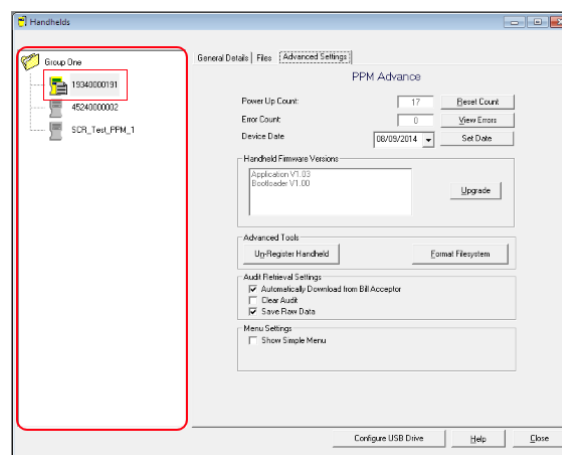 Handhelds
Group One
19340000191
45240000002
SCR_Test_PPM_1
General Details Files Advanced Settings
PPM Advance
Power Up Count: 17 Reset Count
Error Count: 0 View Errors
Device Date 08/09/2014 Set Date
Handheld Firmware Versions
Application V1.03
Bootloader V1.00
Upgrade
Advanced Tools
Un-Register Handheld Format Filesystem
Audit Retrieval Settings
Automatically Download from Bill Acceptor
Clear Audit
Save Raw Data
Menu Settings
Show Simple Menu
Configure USB Drive Help Close